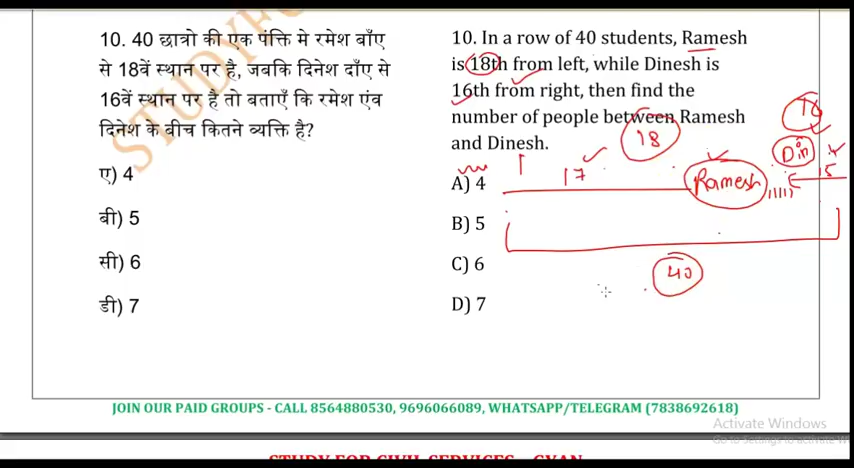 10. 40 छात्रो की एक पंक्ति मे रमेश बाँए
से 18वें स्थान पर है, जबकि दिनेश दाँए से
16वें स्थान पर है तो बताएँ कि रमेश एंव
दिनेश के बीच कितने व्यक्ति है?
ए) 4
बी) 5
सी) 6
डी) 7
10. In a row of 40 students, Ramesh
is 18th from left, while Dinesh is
16th from right, then find the
number of people between Ramesh
and Dinesh.
A) 4
B) 5
C) 6
D) 7
16
18
Din
17
Ramesh
15
40
STUDYFO
JOIN OUR PAID GROUPS - CALL 8564880530, 9696066089, WHATSAPP/TELEGRAM (7838692618)
Activate Windows